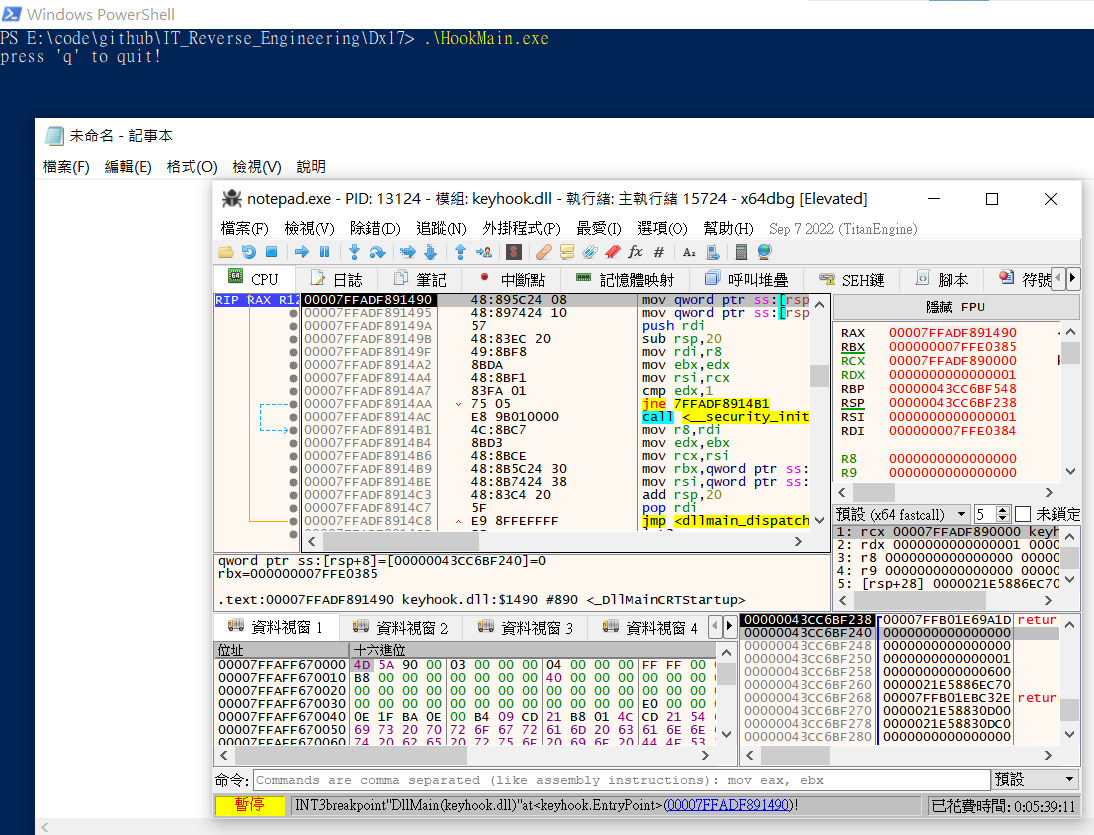 Windows PowerShell
PS E:\code\github\IT_Reverse_Engineering\Dx17> .\HookMain.exe
press 'q' to quit!
未命名 - 記事本
檔案(F) 編輯(E) 格式(O) 檢視(V) 說明
notepad.exe - PID: 13124 - 模組: keyhook.dll - 執行緒: 主執行緒 15724 - x64dbg [Elevated]
檔案(F) 檢視(V) 除錯(D) 追蹤(N) 外掛程式(P) 最愛(I) 選項(O) 幫助(H) Sep 7 2022 (TitanEngine)
CPU 日誌 筆記 中斷點 記憶體映射 呼叫堆疊 SEH鏈 腳本 符號
RIP RAX R12 00007FFADF891490 48:895C24 08 mov qword ptr ss:[rsp
00007FFADF891495 48:897424 10 mov qword ptr ss:[rsp
00007FFADF89149A 57 push rdi
00007FFADF89149B 48:83EC 20 sub rsp,20
00007FFADF89149F 49:8BF8 mov rdi,r8
00007FFADF8914A2 8BDA mov ebx,edx
00007FFADF8914A4 48:8BF1 mov rsi,rcx
00007FFADF8914A7 83FA 01 cmp edx,1
00007FFADF8914AA 75 05 jne 7FFADF8914B1
00007FFADF8914AC E8 9B010000 call <__security_init
00007FFADF8914B1 4C:8BC7 mov r8,rdi
00007FFADF8914B4 8BD3 mov edx,ebx
00007FFADF8914B6 48:8BCE mov rcx,rsi
00007FFADF8914B9 48:8B5C24 30 mov rbx,qword ptr ss:
00007FFADF8914BE 48:8B7424 38 mov rsi,qword ptr ss:
00007FFADF8914C3 48:83C4 20 add rsp,20
00007FFADF8914C7 5F pop rdi
00007FFADF8914C8 E9 8FFEFFFF jmp <dllmain_dispatch
隱藏 FPU
RAX 00007FFADF891490
RBX 000000007FFE0385
RCX 00007FFADF890000
RDX 0000000000000001
RBP 00000043CC6BF548
RSP 00000043CC6BF238
RSI 0000000000000001
RDI 000000007FFE0384
R8 0000000000000000
R9 0000000000000000
預設 (x64 fastcall) 5 未鎖定
1: rcx 00007FFADF890000 keyh
2: rdx 0000000000000001 0000
3: r8 0000000000000000 0000
4: r9 0000000000000000 0000
5: [rsp+28] 0000021E5886EC70
qword ptr ss:[rsp+8]=[00000043CC6BF240]=0
rbx=000000007FFE0385
.text:00007FFADF891490 keyhook.dll:$1490 #890 <_DllMainCRTStartup>
資料視窗 1 資料視窗 2 資料視窗 3 資料視窗 4
位址 十六進位
00007FFAFF670000 4D 5A 90 00 03 00 00 00 04 00 00 00 FF FF 00
00007FFAFF670010 B8 00 00 00 00 00 00 00 40 00 00 00 00 00 00
00007FFAFF670020 00 00 00 00 00 00 00 00 00 00 00 00 00 00 00
00007FFAFF670030 00 00 00 00 00 00 00 00 00 00 00 00 E0 00 00
00007FFAFF670040 0E 1F BA 0E 00 B4 09 CD 21 B8 01 4C CD 21 54
00007FFAFF670050 69 73 20 70 72 6F 67 72 61 6D 20 63 61 6E 6E
00007FFAFF670060 74 20 62 65 20 72 75 6E 20 69 6E 20 44 4F 53
00000043CC6BF238 00007FFB01E69A1D retur
00000043CC6BF240 0000000000000000
00000043CC6BF248 0000000000000000
00000043CC6BF250 0000000000000001
00000043CC6BF258 0000000000000600
00000043CC6BF260 0000021E5886EC70
00000043CC6BF268 00007FFB01EBC32E retur
00000043CC6BF270 0000021E58830D00
00000043CC6BF278 0000021E58830DC0
00000043CC6BF280 0000000000000000
命令: Commands are comma separated (like assembly instructions): mov eax, ebx 預設
暫停 INT3breakpoint"DllMain(keyhook.dll)"at<keyhook.EntryPoint>(00007FFADF891490)! 已花費時間: 0:05:39:11